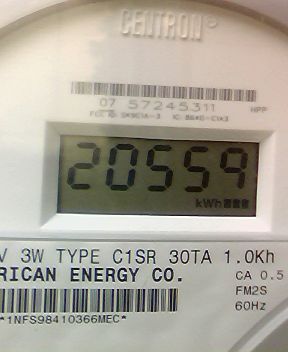 CENTRON®
07 57245311 HPP
20559
kWh
V 3W TYPE C1SR 30TA 1.0Kh
RICAN ENERGY CO. CA 0.5
FM2S
60Hz
*1NFS98410366MEC*